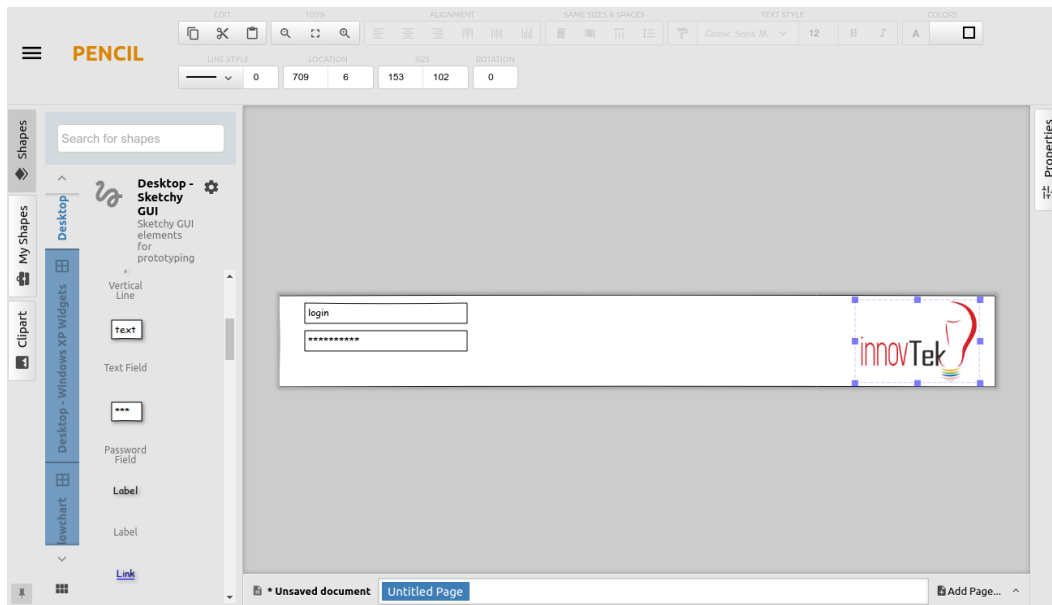 EDIT 100% ALIGNMENT SAME SIZES & SPACES TEXT STYLE COLORS
PENCIL
Comic Sans M... 12 B I A
LINE STYLE LOCATION SIZE ROTATION
0 709 6 153 102 0
Shapes
My Shapes
Clipart
Search for shapes
Desktop
Desktop - Windows XP Widgets
lowchart
Desktop -
Sketchy
GUI
Sketchy GUI
elements
for
prototyping
Vertical
Line
text
Text Field
***
Password
Field
Label
Label
Link
login
**********
innovTek
Properties
* Unsaved document Untitled Page Add Page...